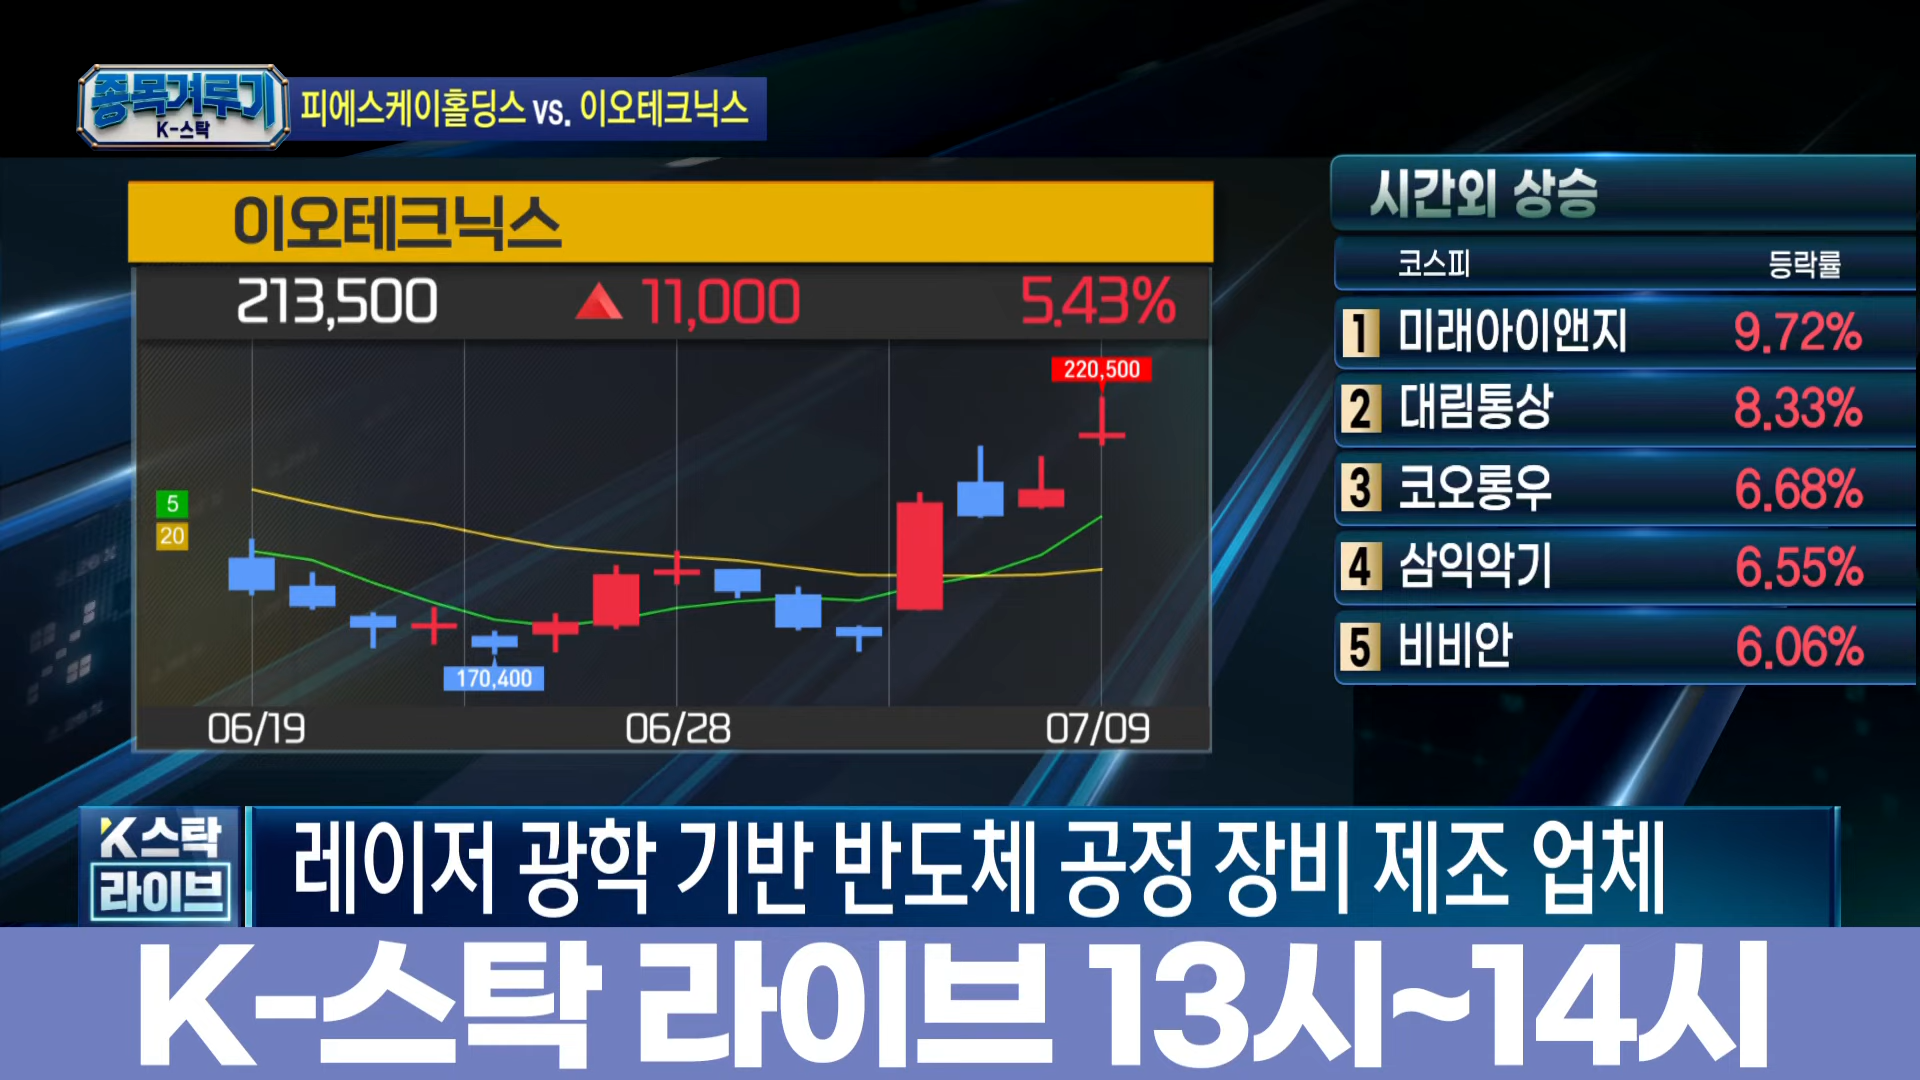 종목겨루기
K-스탁
피에스케이홀딩스 vs. 이오테크닉스
이오테크닉스
213,500 ▲ 11,000 5.43%
220,500
5
20
170,400
06/19 06/28 07/09
시간외 상승
코스피 등락률
1 미래아이앤지 9.72%
2 대림통상 8.33%
3 코오롱우 6.68%
4 삼익악기 6.55%
5 비비안 6.06%
K스탁
라이브
레이저 광학 기반 반도체 공정 장비 제조 업체
K-스탁 라이브 13시~14시